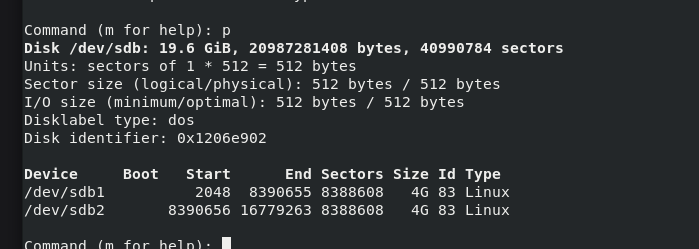 Command (m for help): p
Disk /dev/sdb: 19.6 GiB, 20987281408 bytes, 40990784 sectors
Units: sectors of 1 * 512 = 512 bytes
Sector size (logical/physical): 512 bytes / 512 bytes
I/O size (minimum/optimal): 512 bytes / 512 bytes
Disklabel type: dos
Disk identifier: 0x1206e902
Device     Boot   Start      End Sectors Size Id Type
/dev/sdb1          2048  8390655 8388608   4G 83 Linux
/dev/sdb2       8390656 16779263 8388608   4G 83 Linux
Command (m for help):